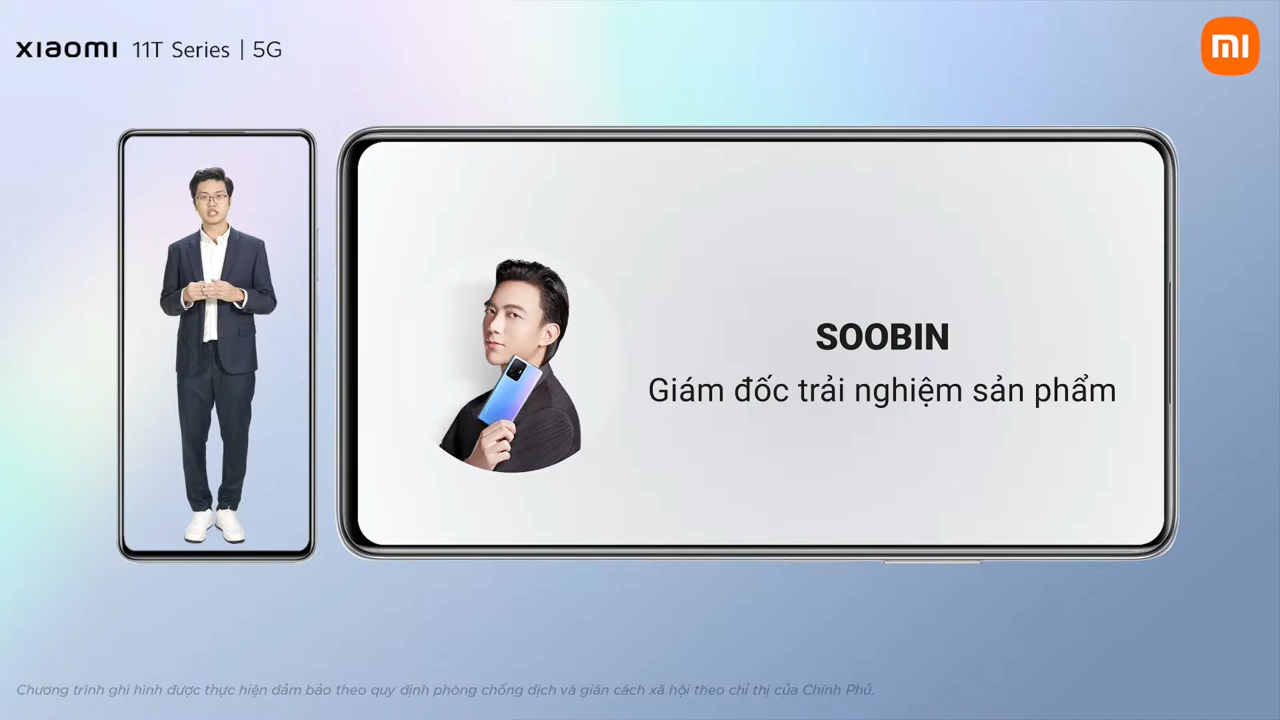 xiaomi 11T Series | 5G
mi
SOOBIN
Giám đốc trải nghiệm sản phẩm
Chương trình ghi hình được thực hiện đảm bảo theo quy định phòng chống dịch và giãn cách xã hội theo chỉ thị của Chính Phủ.